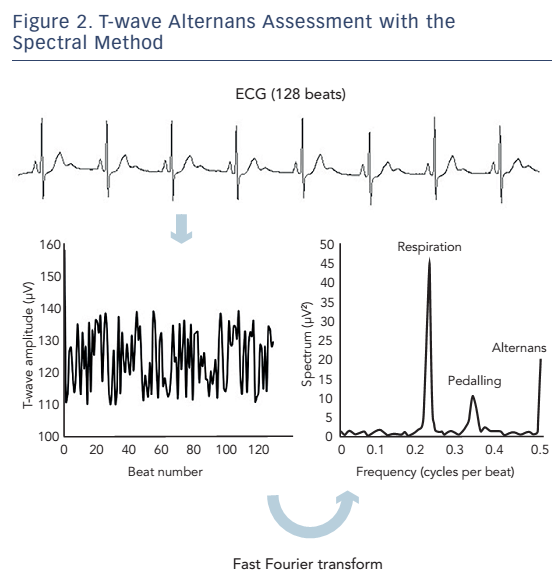 Figure 2. T-wave Alternans Assessment with the
Spectral Method
ECG (128 beats)
T-wave amplitude (μV)
160
150
140
130
120
110
100
0 20 40 60 80 100 120
Beat number
Spectrum (μV²)
50
45
40
35
30
25
20
15
10
5
0
Respiration
Pedalling
Alternans
0 0.1 0.2 0.3 0.4 0.5
Frequency (cycles per beat)
Fast Fourier transform